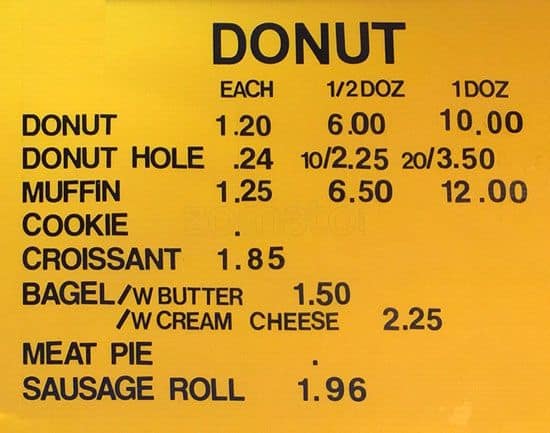 DONUT
EACH 1/2 DOZ 1 DOZ
DONUT 1.20 6.00 10.00
DONUT HOLE .24 10/2.25 20/3.50
MUFFIN 1.25 6.50 12.00
COOKIE .
CROISSANT 1.85
BAGEL/W BUTTER 1.50
/W CREAM CHEESE 2.25
MEAT PIE .
SAUSAGE ROLL 1.96